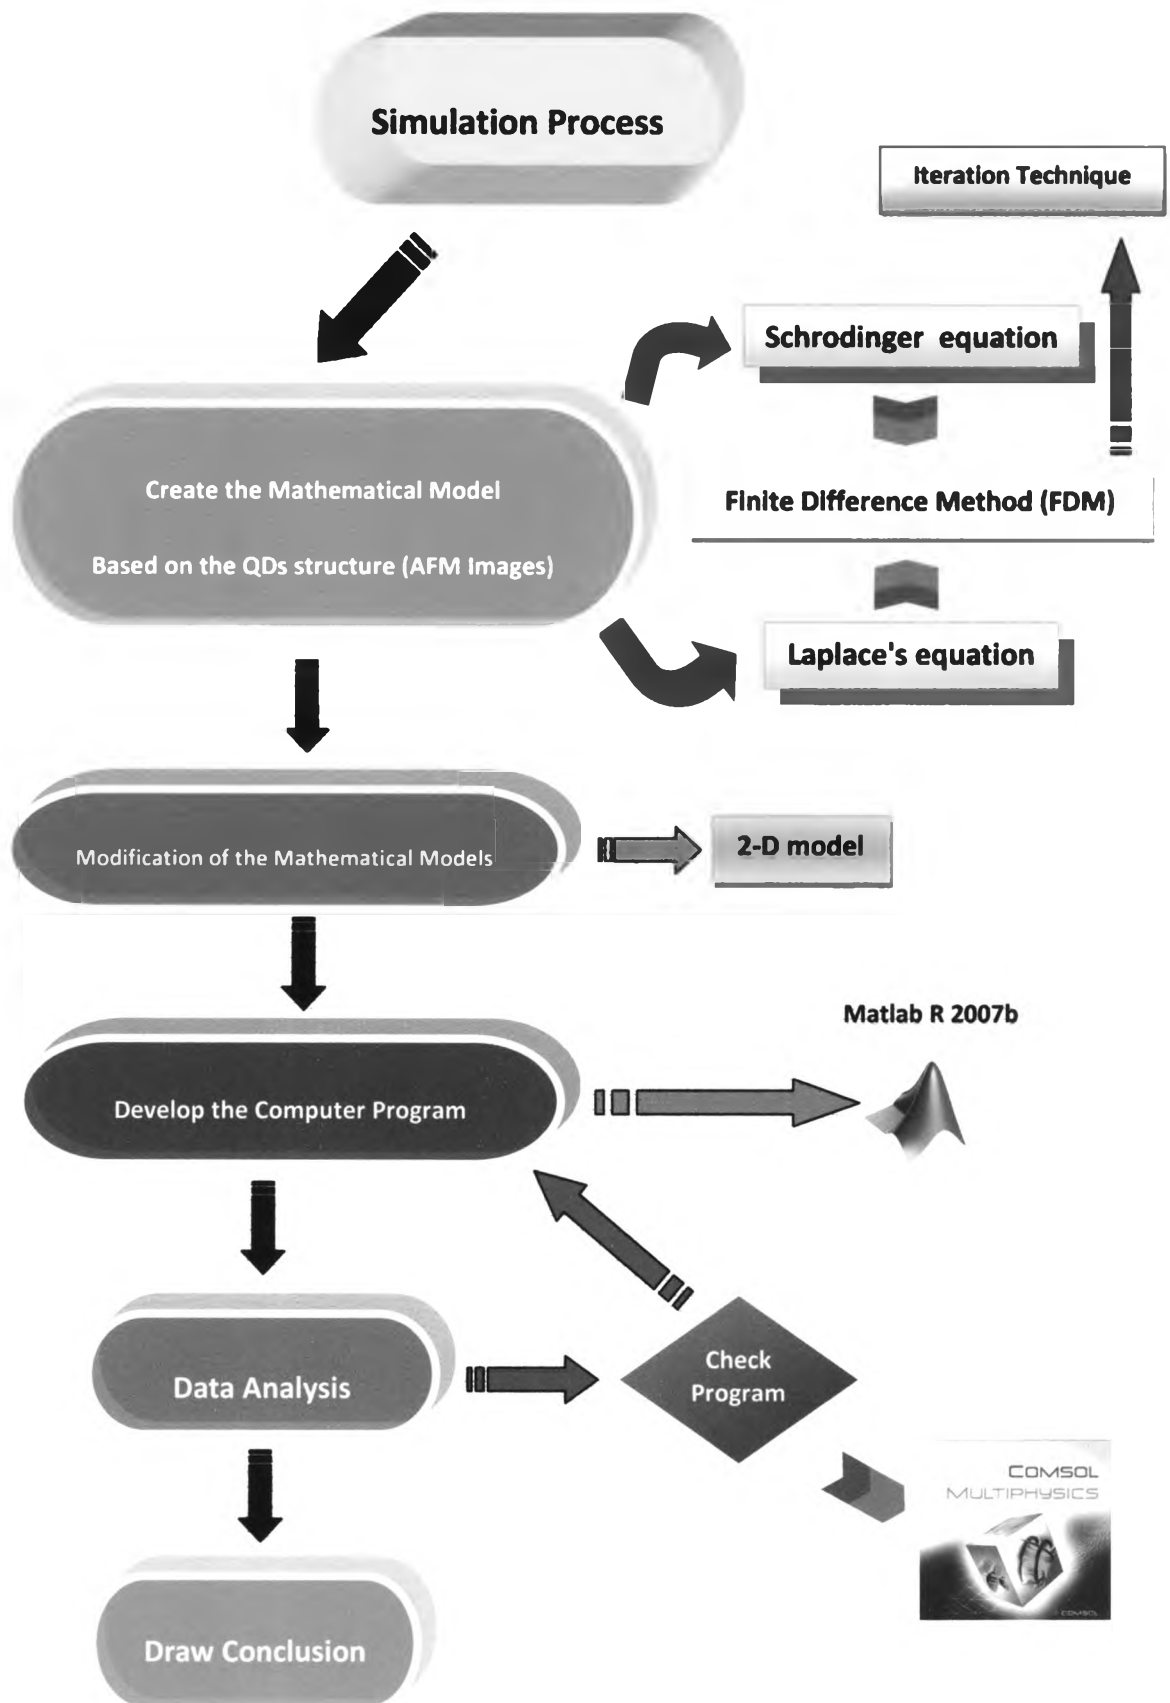 Simulation Process
Iteration Technique
Schrodinger equation
Create the Mathematical Model
Based on the QDs structure (AFM Images)
Finite Difference Method (FDM)
Laplace's equation
Modification of the Mathematical Models
2-D model
Matlab R 2007b
Develop the Computer Program
Check
Program
Data Analysis
COMSOL
MULTIPHYSICS
COMSOL
Draw Conclusion